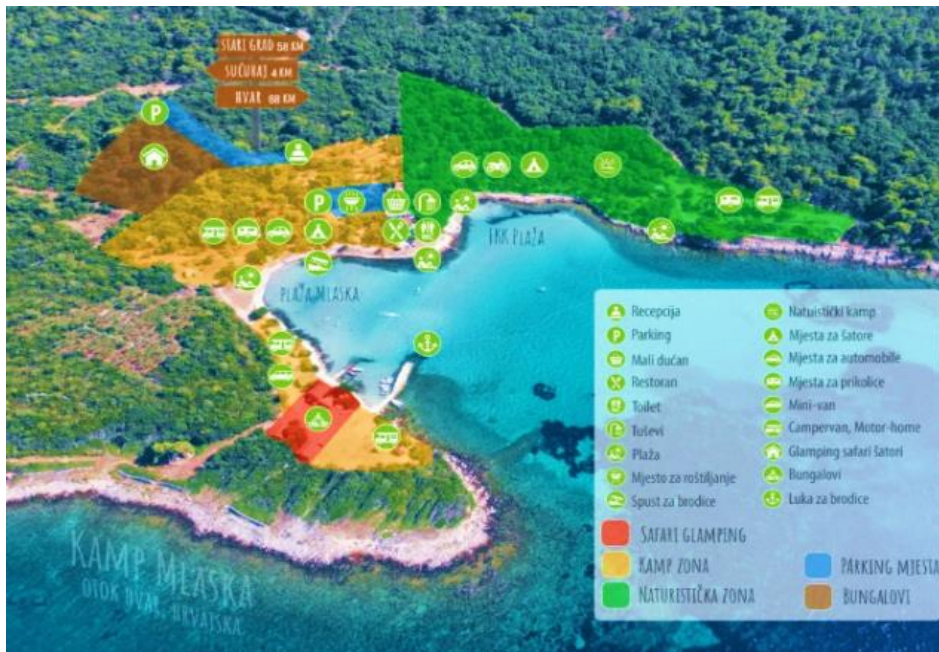 STARI GRAD 58 KM
SUĆURAJ 4 KM
HVAR 88 KM
FKK PLAŽA
PLAŽA MLASKA
P
P
Recepcija
Parking
Mali dućan
Restoran
Toilet
Tuševi
Plaža
Mjesto za roštiljanje
Spust za brodice
Natuistički kamp
Mjesta za šatore
Mjesta za automobile
Mjesta za prikolice
Mini-van
Campervan, Motor-home
Glamping safari šatori
Bungalovi
Luka za brodice
SAFARI GLAMPING
KAMP ZONA
NATURISTIČKA ZONA
PARKING MJESTA
BUNGALOVI
KAMP MLASKA
OTOK HVAR, HRVAJSKA